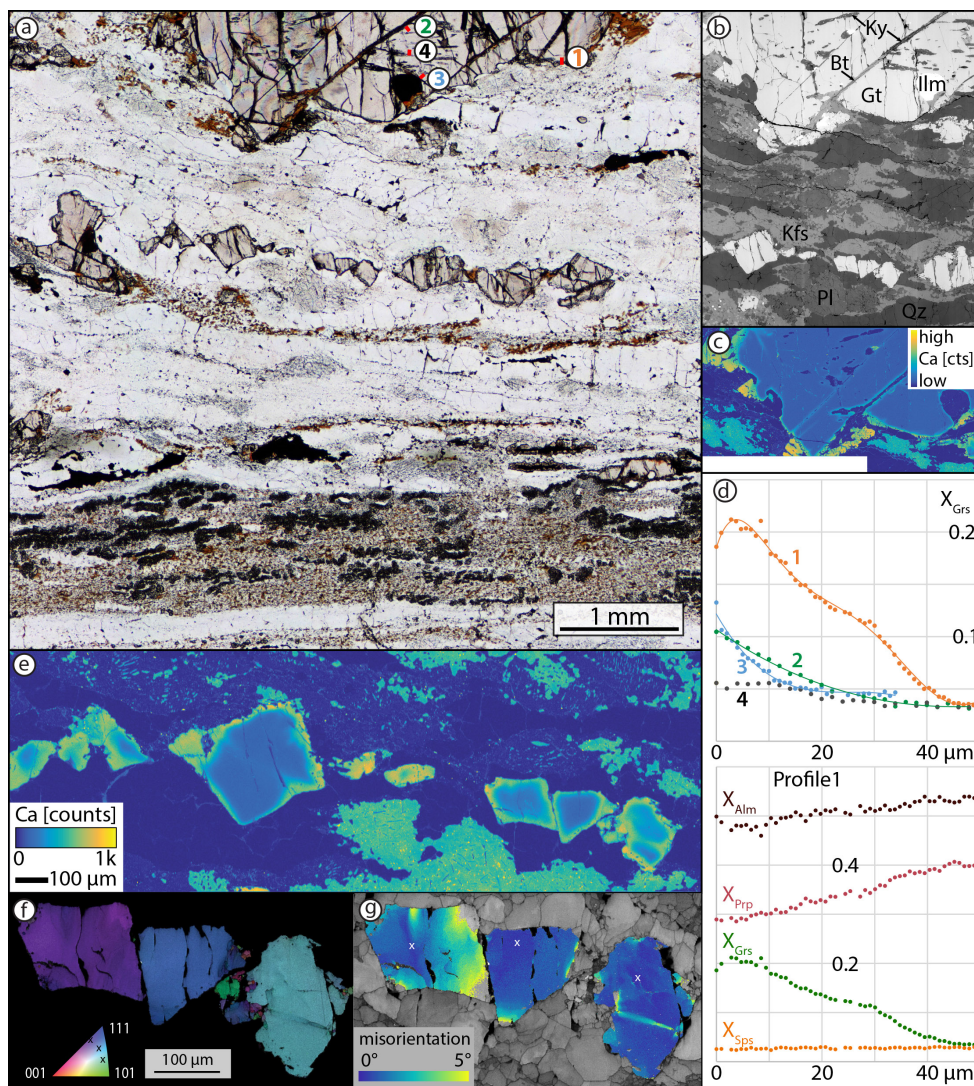 a
2
4
3
1
1 mm
b
Ky
Bt
Gt
Ilm
Kfs
Pl
Qz
c
high
Ca [cts]
low
d
X Grs
0.2
1
0.1
2
3
4
0
20
40 μm
e
Ca [counts]
0
1k
100 μm
Profile1
X Alm
0.4
X Prp
X Grs
0.2
X Sps
0
20
40 μm
f
x
x
x
111
001
101
100 μm
g
x
x
x
misorientation
0°
5°